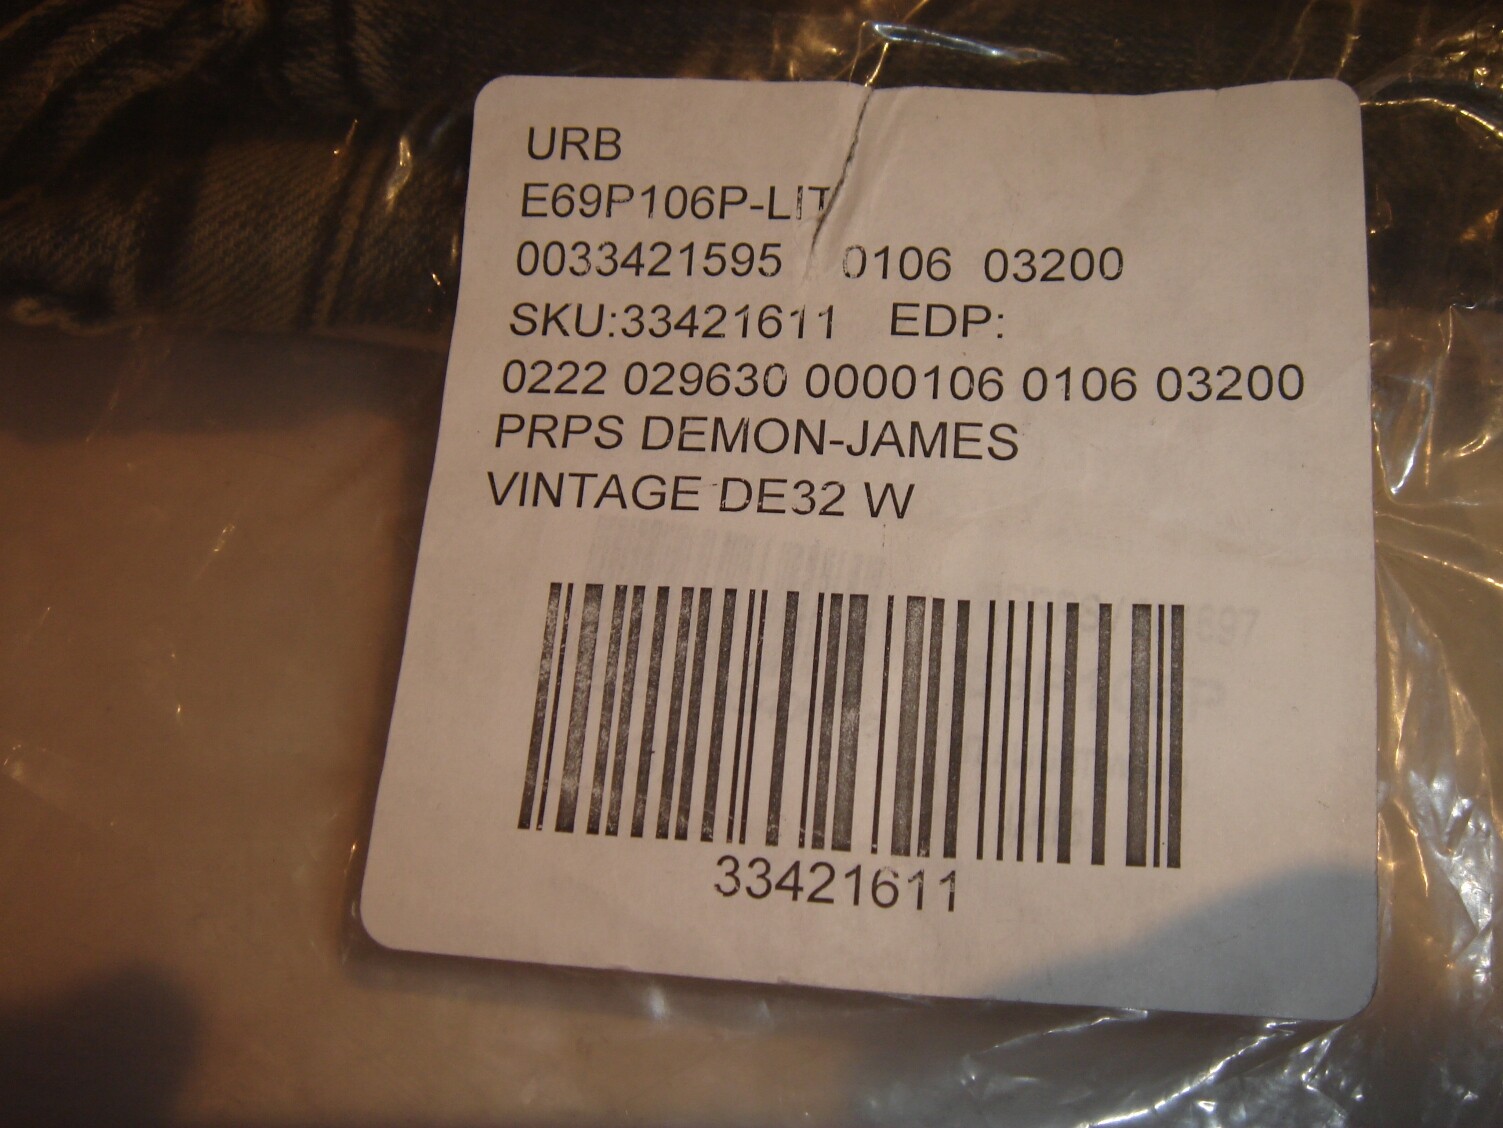 URB
E69P106P-LIT
0033421595 0106 03200
SKU:33421611 EDP:
0222 029630 0000106 0106 03200
PRPS DEMON-JAMES
VINTAGE DE32 W
33421611